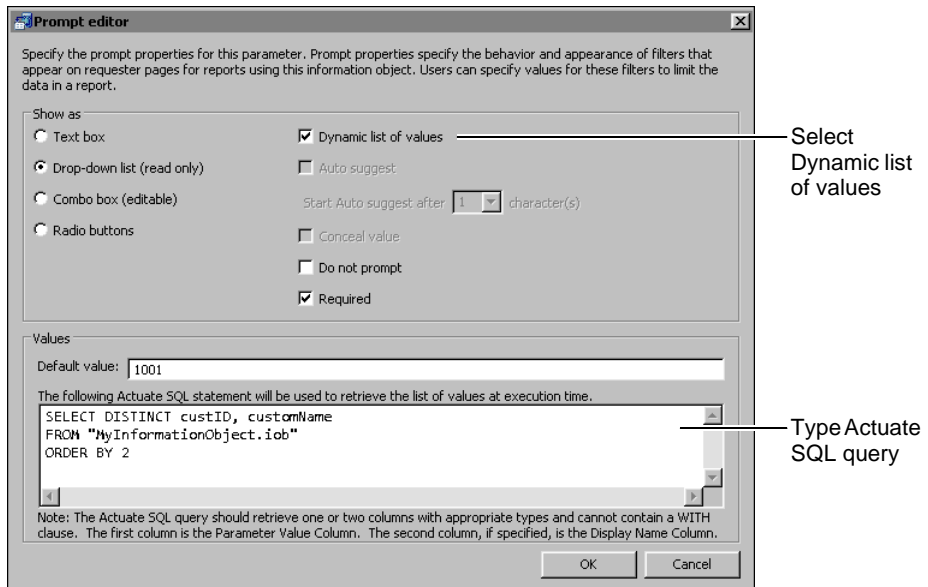 Prompt editor
Specify the prompt properties for this parameter. Prompt properties specify the behavior and appearance of filters that
appear on requester pages for reports using this information object. Users can specify values for these filters to limit the
data in a report.
Show as
Text box
Drop-down list (read only)
Combo box (editable)
Radio buttons
Dynamic list of values
Auto suggest
Start Auto suggest after 1 character(s)
Conceal value
Do not prompt
Required
Select
Dynamic list
of values
Values
Default value: 1001
The following Actuate SQL statement will be used to retrieve the list of values at execution time.
SELECT DISTINCT custID, customName
FROM "MyInformationObject.iob"
ORDER BY 2
Type Actuate
SQL query
Note: The Actuate SQL query should retrieve one or two columns with appropriate types and cannot contain a WITH
clause. The first column is the Parameter Value Column. The second column, if specified, is the Display Name Column.
OK
Cancel